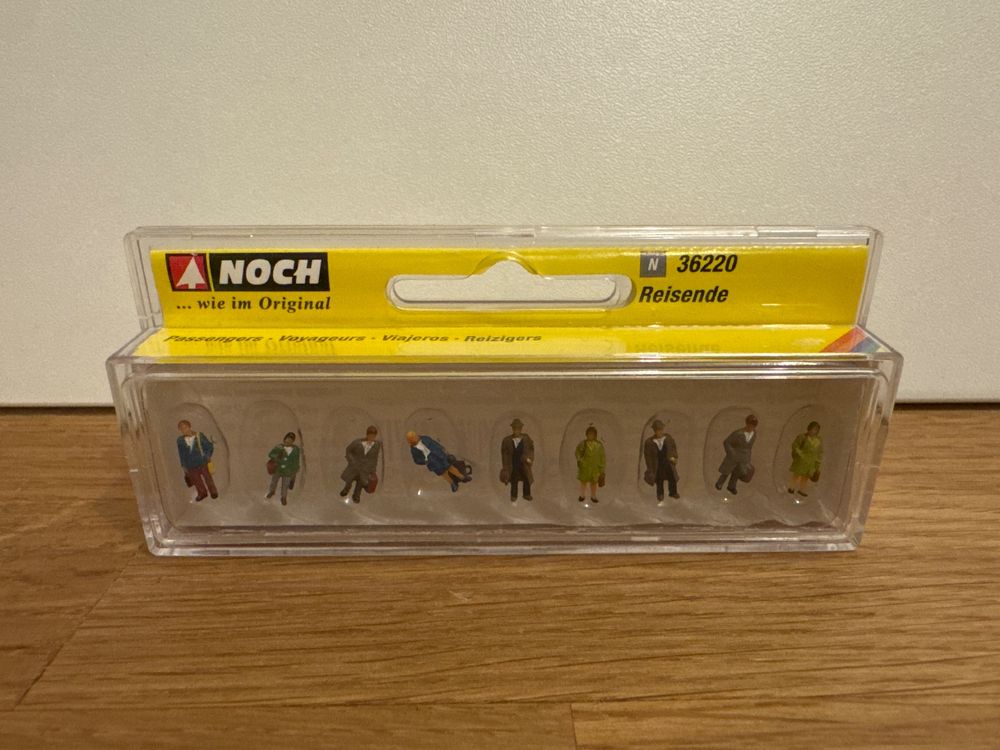 NOCH
... wie im Original
N 36220
Reisende
Passengers · Voyageurs · Viajeros · Reizigers